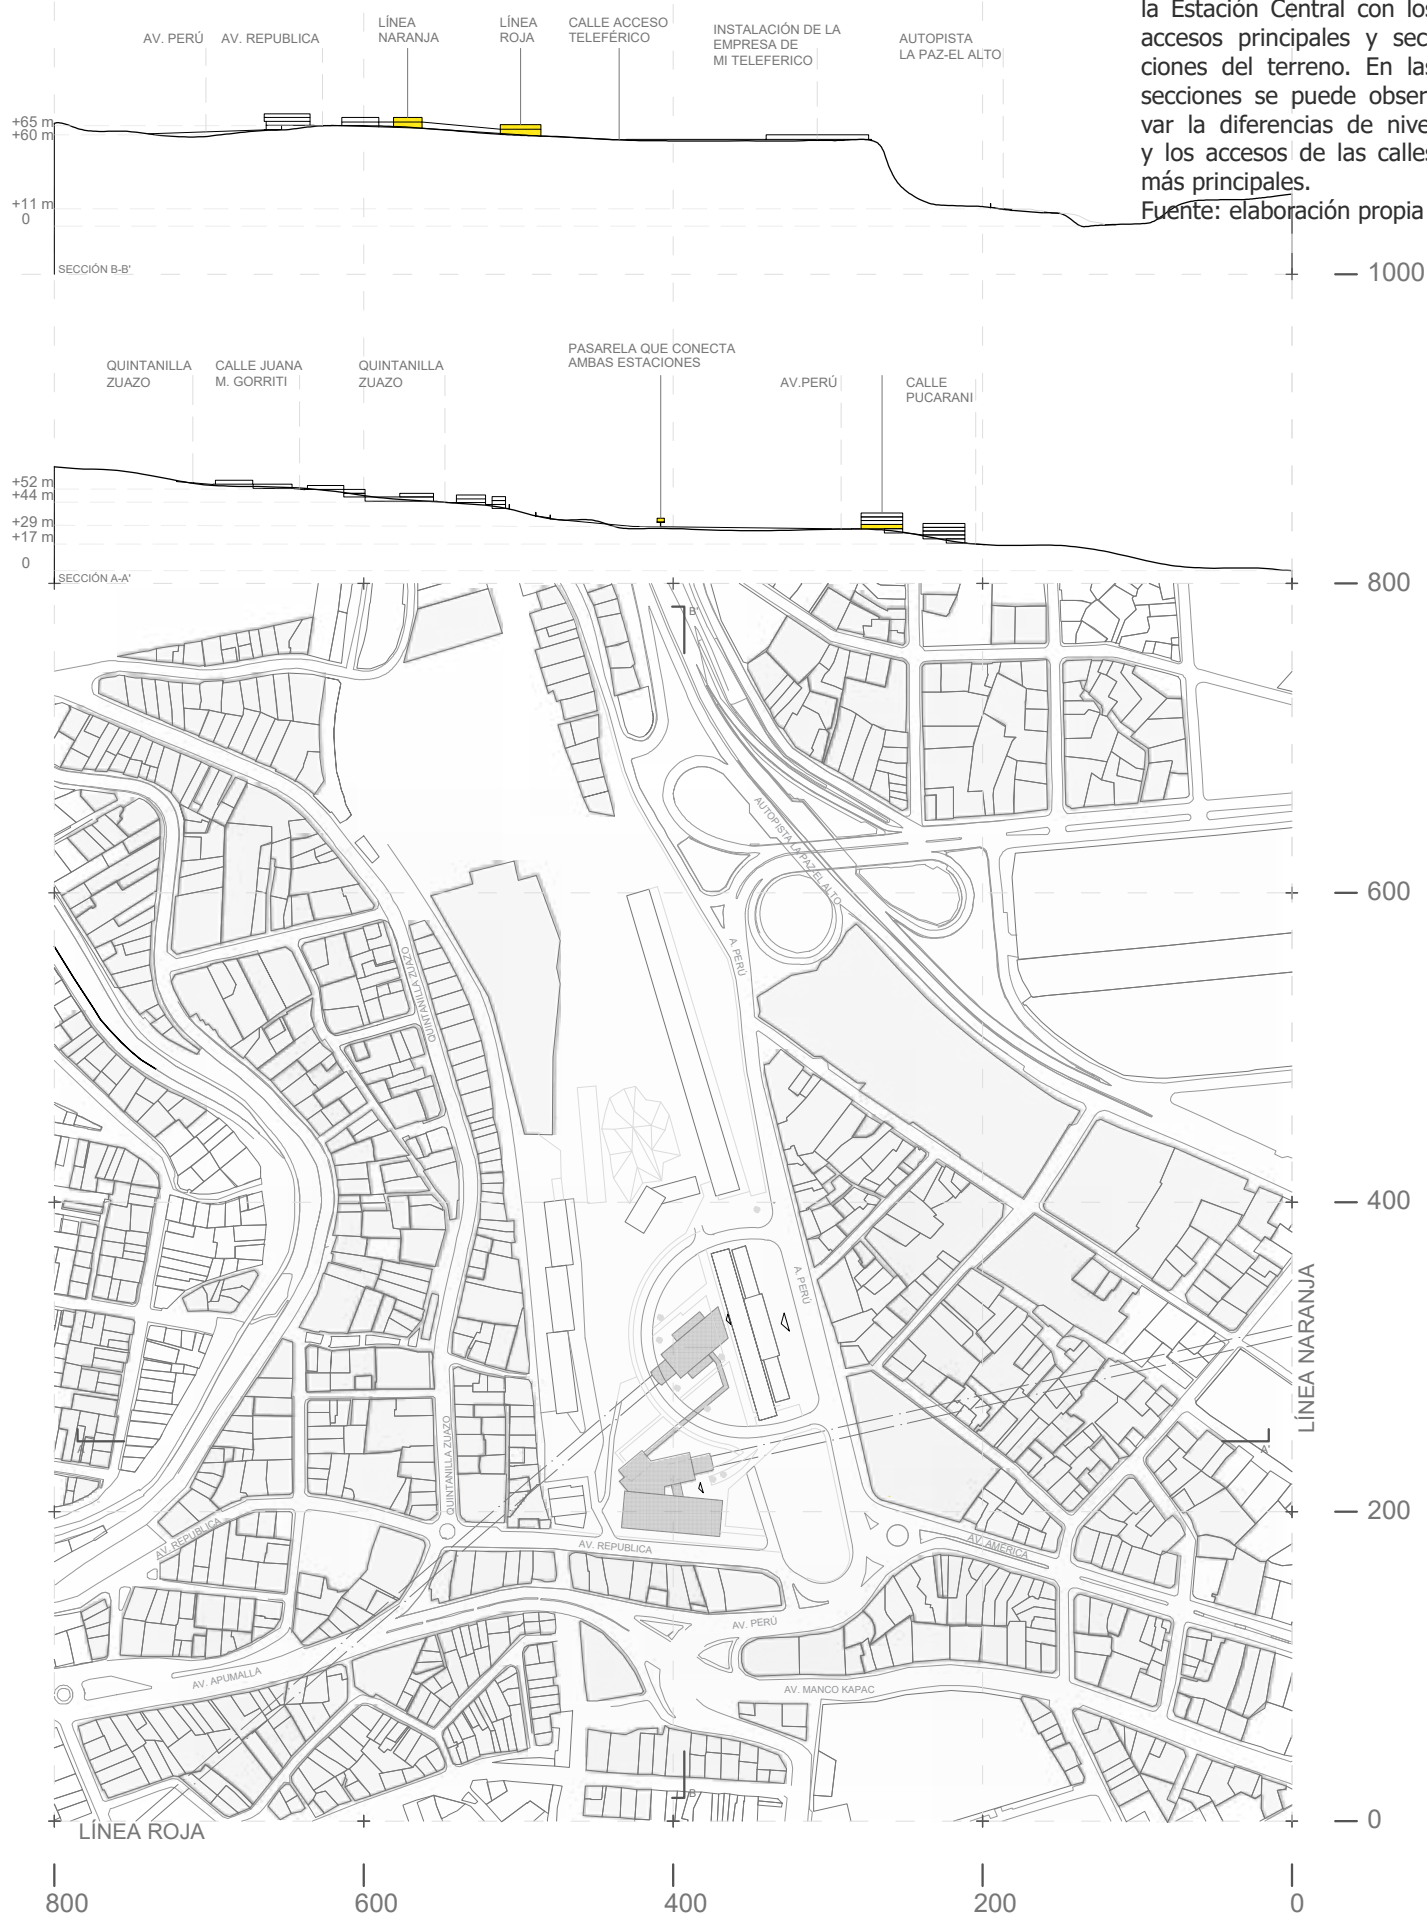 la Estación Central con los
accesos principales y sec-
ciones del terreno. En las
secciones se puede obser-
var la diferencias de nivel
y los accesos de las calles
más principales.
Fuente: elaboración propia
AV. PERÚ
AV. REPUBLICA
LÍNEA
NARANJA
LÍNEA
ROJA
CALLE ACCESO
TELEFÉRICO
INSTALACIÓN DE LA
EMPRESA DE
MI TELEFERICO
AUTOPISTA
LA PAZ-EL ALTO
+65 m
+60 m
+11 m
0
SECCIÓN B-B'
1000
QUINTANILLA
ZUAZO
CALLE JUANA
M. GORRITI
QUINTANILLA
ZUAZO
PASARELA QUE CONECTA
AMBAS ESTACIONES
AV.PERÚ
CALLE
PUCARANI
+52 m
+44 m
+29 m
+17 m
0
SECCIÓN A-A'
800
B'
AUTOPISTA LA PAZ-EL ALTO
600
A. PERÚ
QUINTANILLA ZUAZO
400
A. PERÚ
LÍNEA NARANJA
A
A'
QUINTANILLA ZUAZO
200
AV. REPUBLICA
AV. REPUBLICA
AV. AMERICA
AV. PERÚ
AV. APUMALLA
AV. MANCO KAPAC
B
0
LÍNEA ROJA
800
600
400
200
0